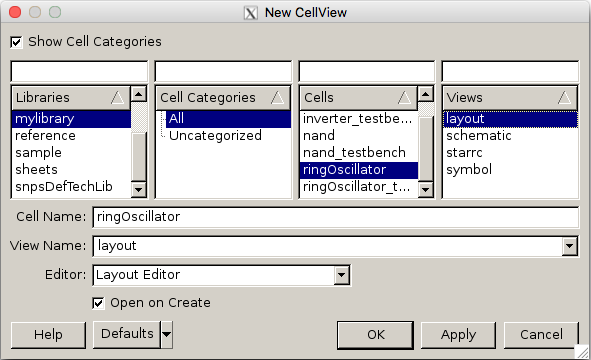 New CellView
Show Cell Categories
Libraries
mylibrary
reference
sample
sheets
snpsDefTechLib
Cell Categories
All
Uncategorized
Cells
inverter_testbe...
nand
nand_testbench
ringOscillator
ringOscillator_t...
Views
layout
schematic
starrc
symbol
Cell Name: ringOscillator
View Name: layout
Editor: Layout Editor
Open on Create
Help Defaults OK Apply Cancel